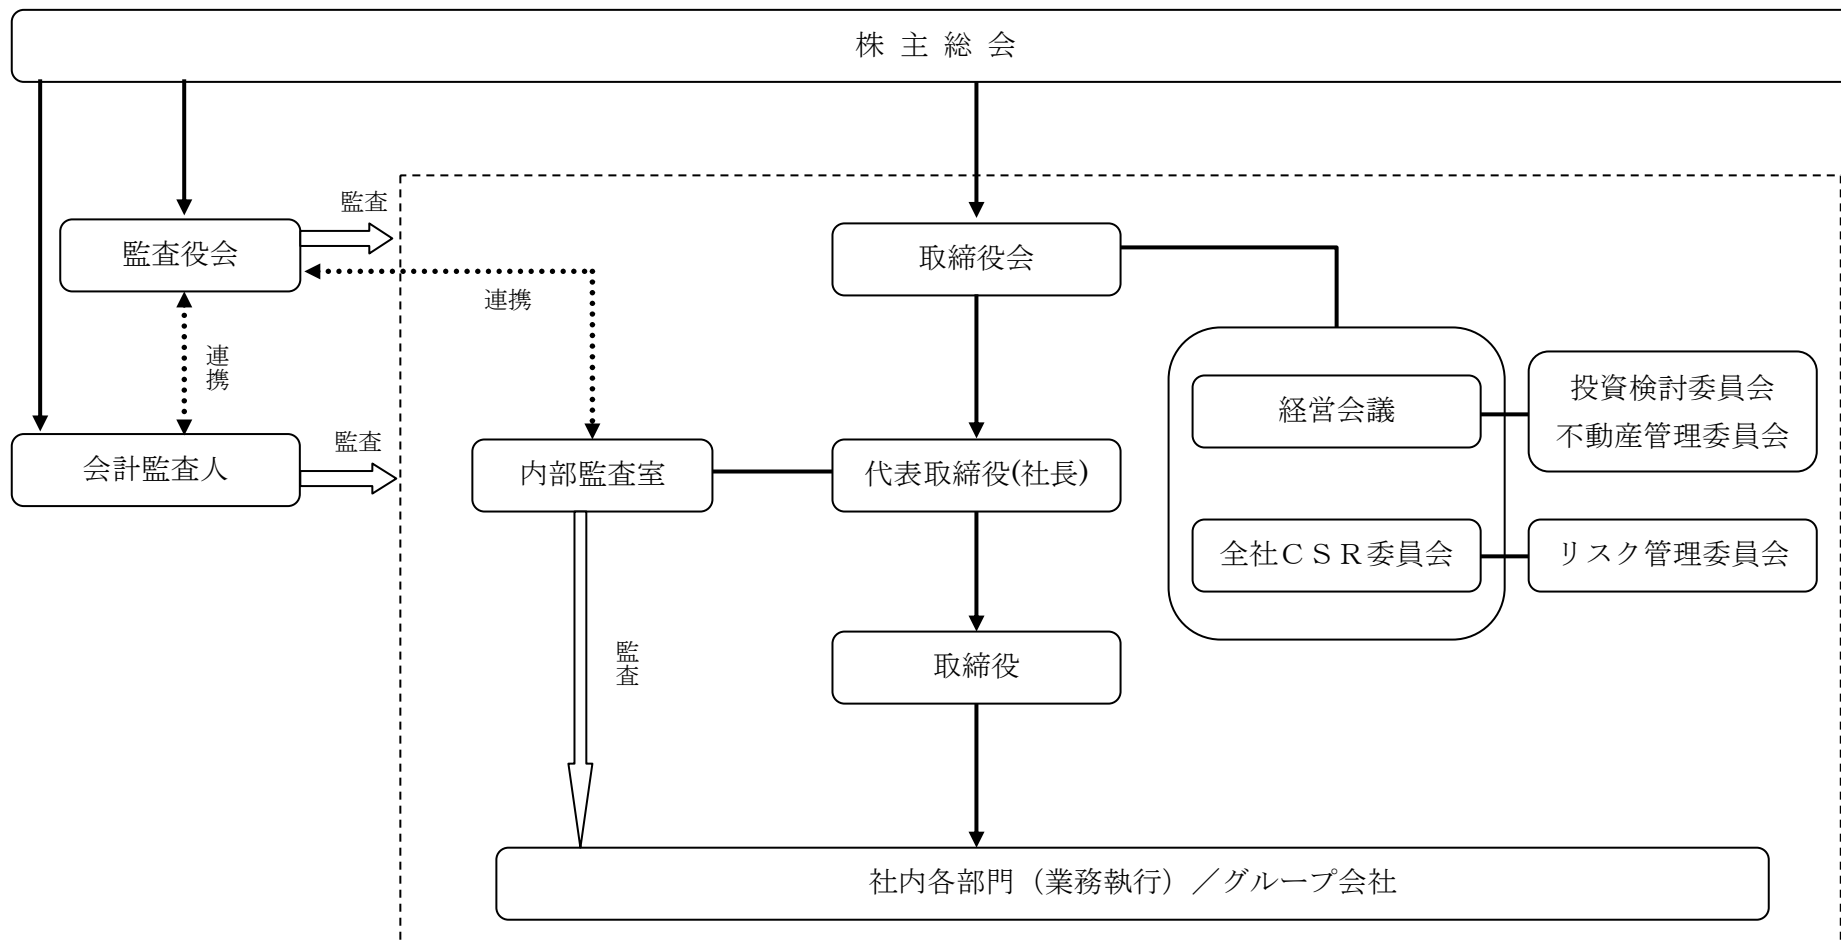 株 主 総 会
監査
監査役会
取締役会
連携
連携
投資検討委員会
不動産管理委員会
経営会議
監査
会計監査人
内部監査室
代表取締役(社長)
全社ＣＳＲ委員会
リスク管理委員会
監査
取締役
社内各部門（業務執行）／グループ会社